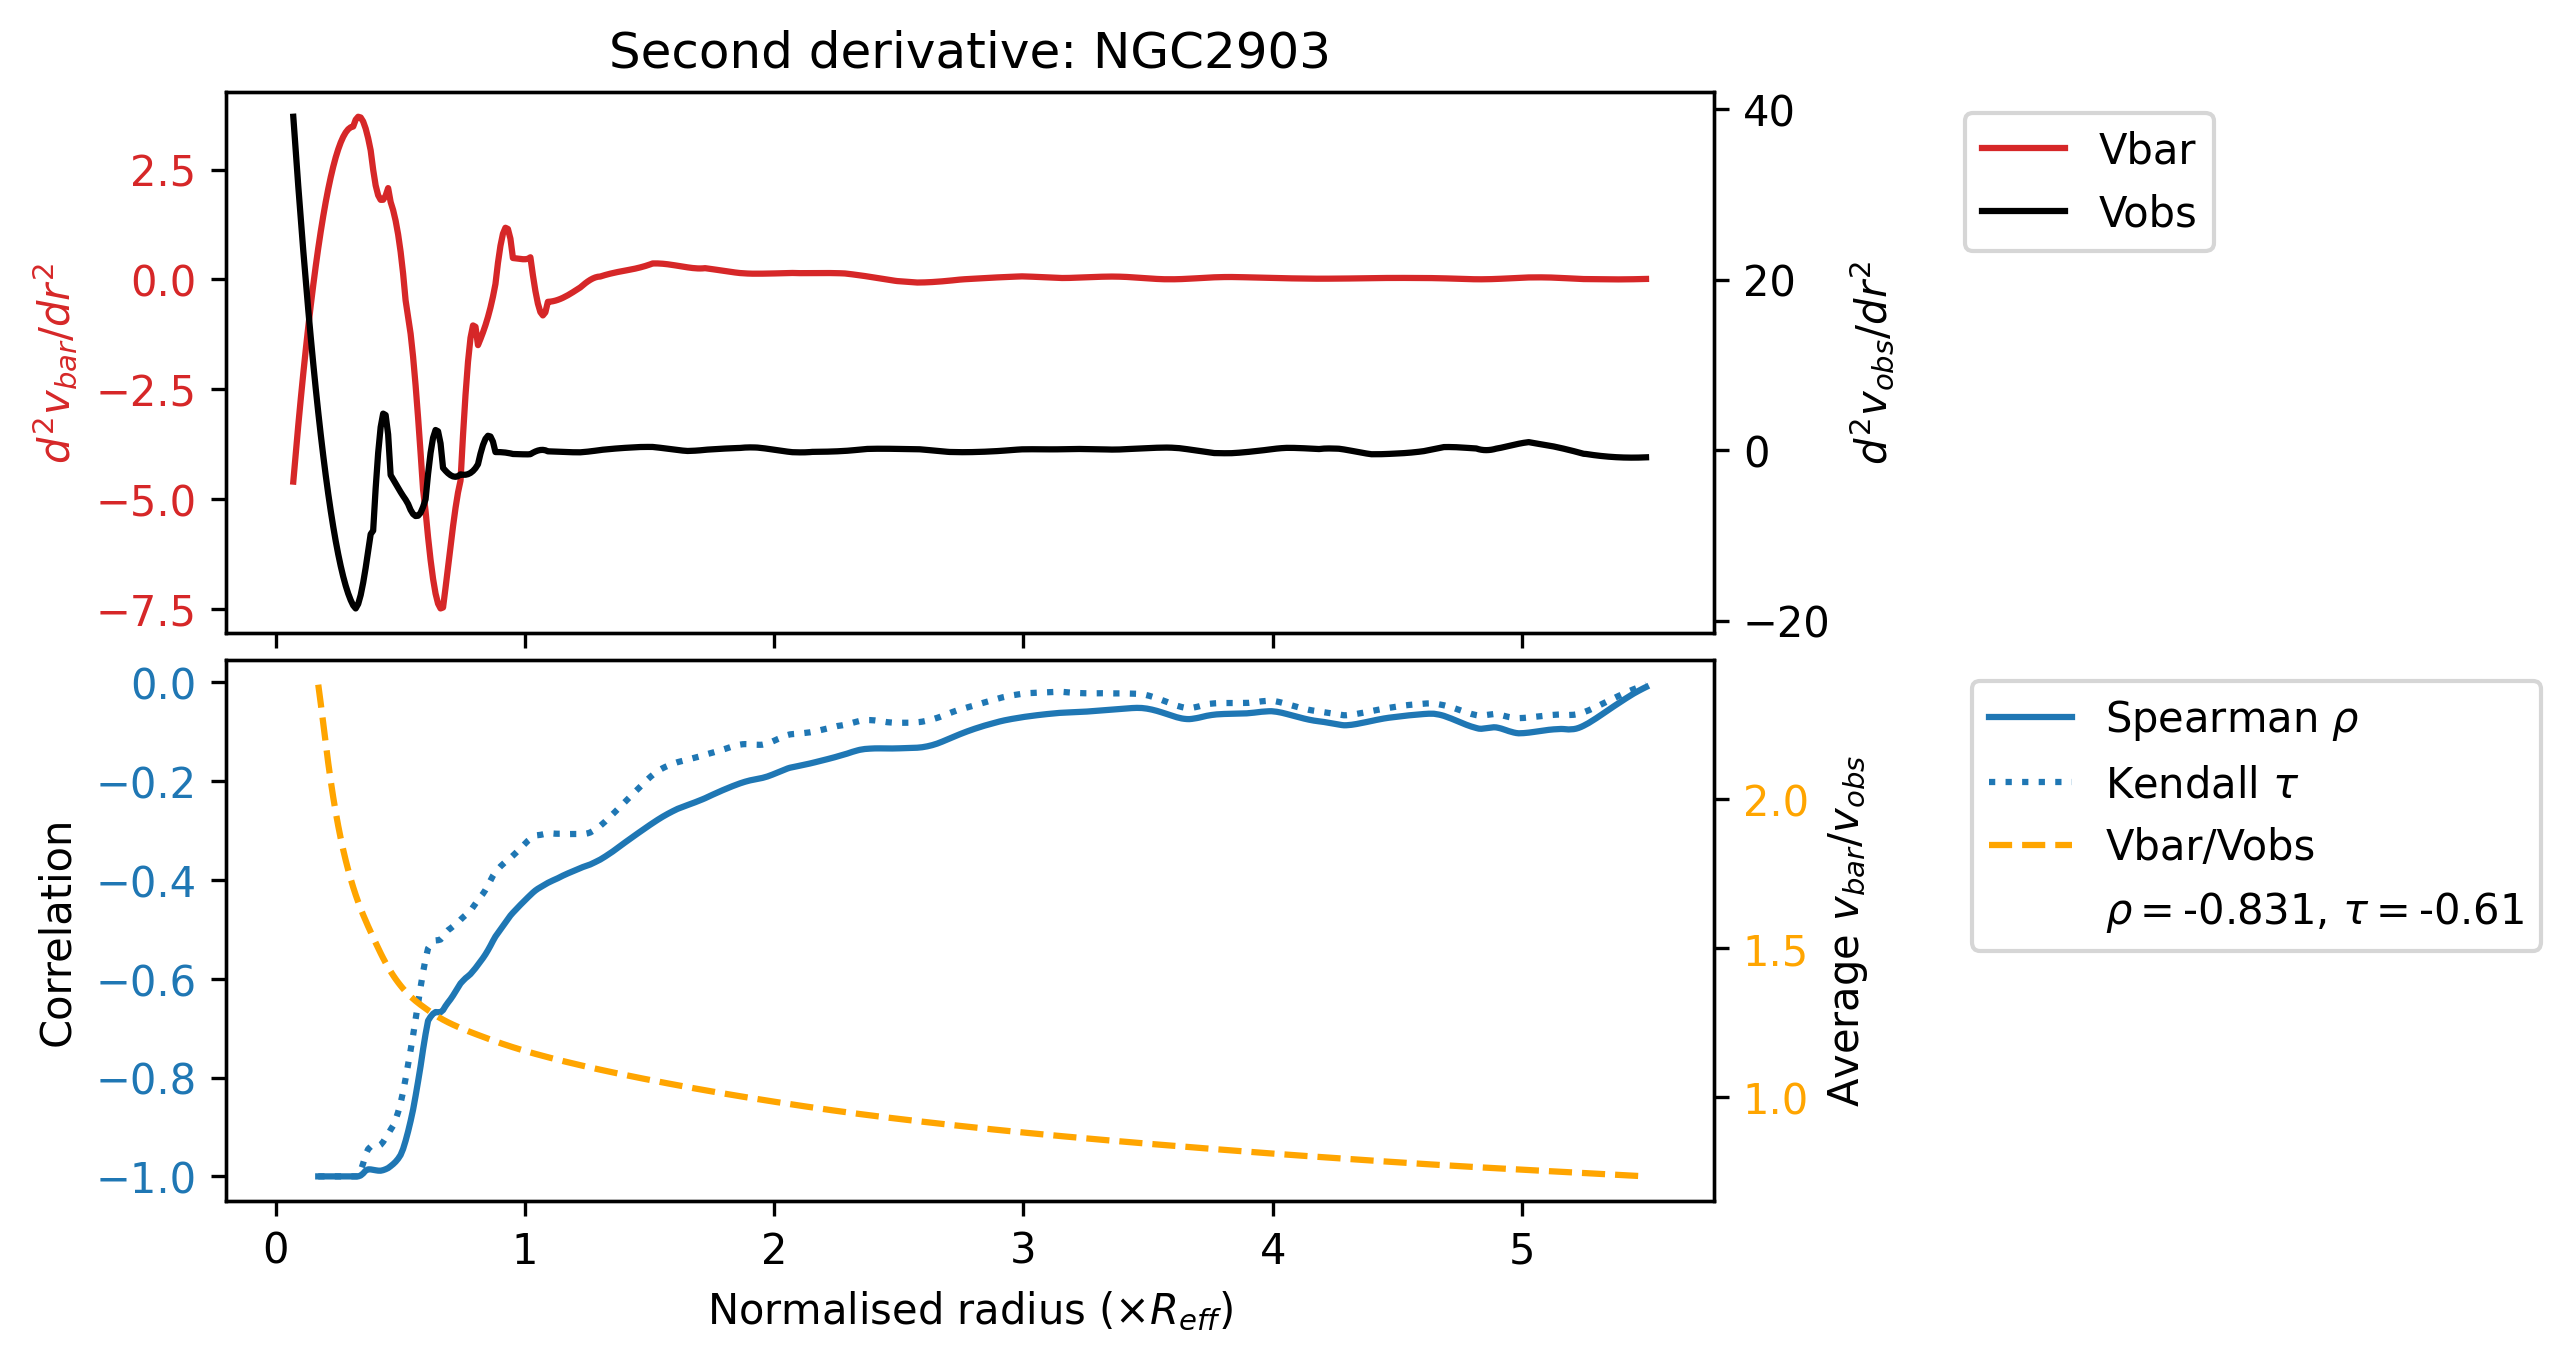 Second derivative: NGC2903
2.5
0.0
−2.5
−5.0
−7.5
d²v_bar/dr²
40
20
0
−20
d²v_obs/dr²
Vbar
Vobs
0.0
−0.2
−0.4
−0.6
−0.8
−1.0
Correlation
2.0
1.5
1.0
Average v_bar/v_obs
Spearman ρ
Kendall τ
Vbar/Vobs
ρ = -0.831, τ = -0.61
0 1 2 3 4 5
Normalised radius (×R_eff)